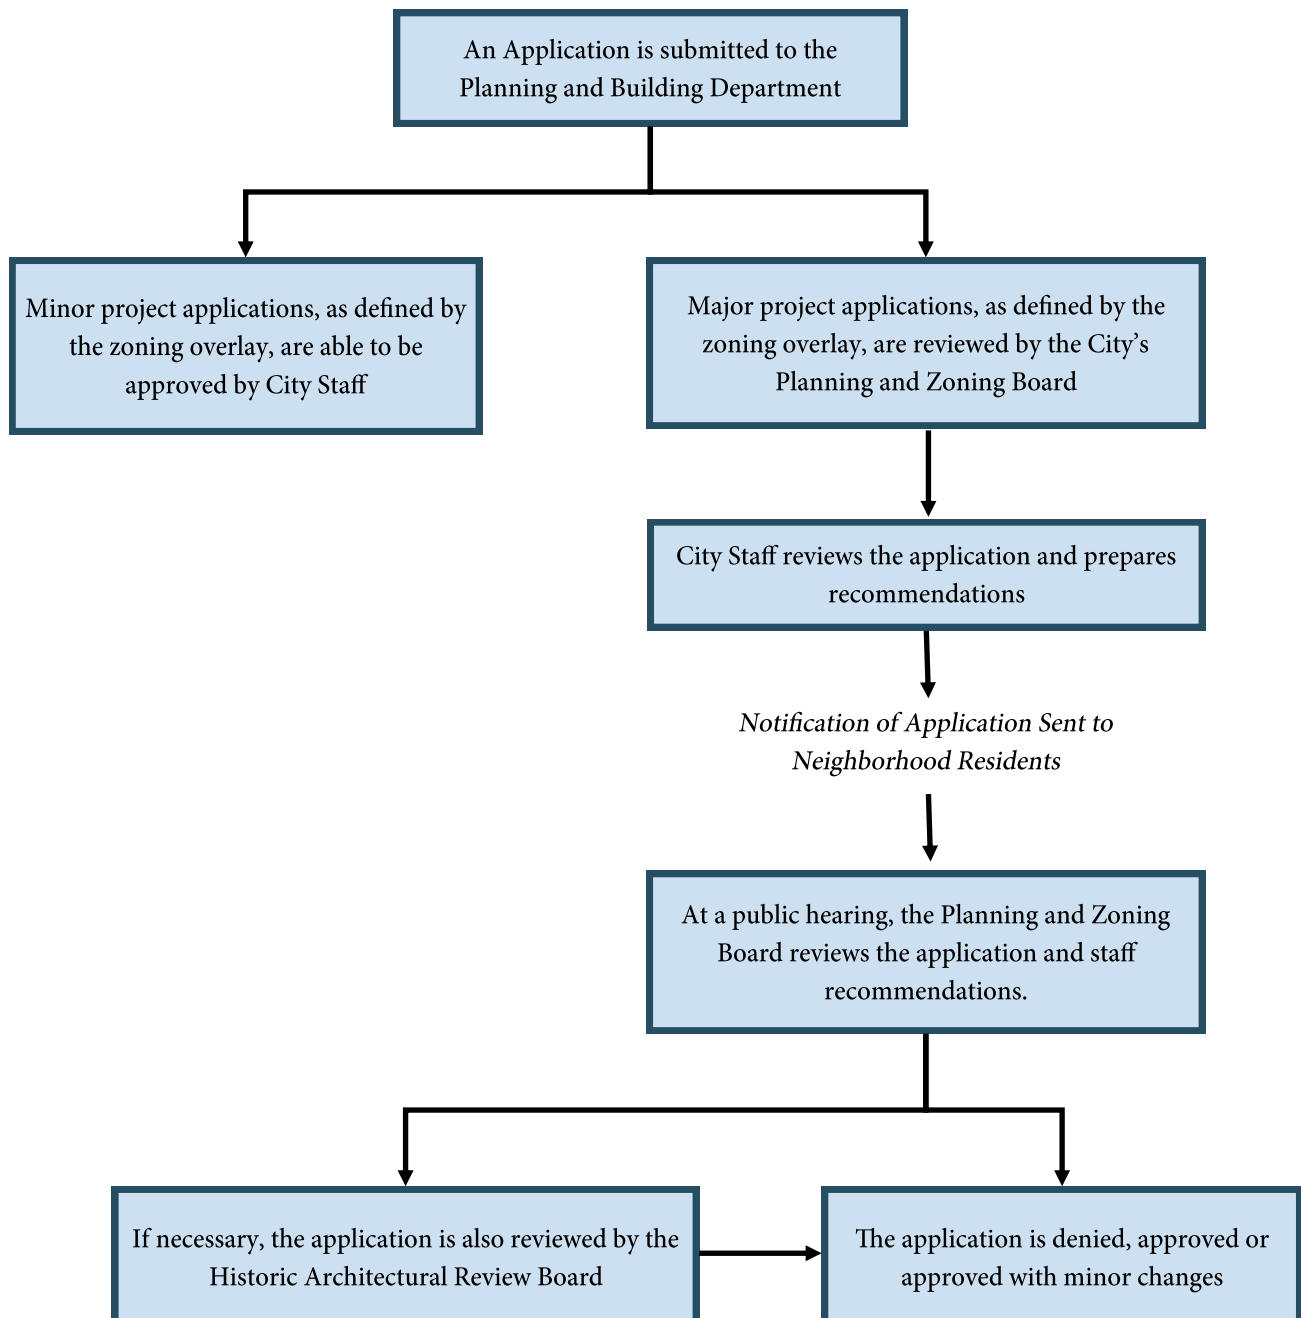 An Application is submitted to the
Planning and Building Department
Minor project applications, as defined by
the zoning overlay, are able to be
approved by City Staff
Major project applications, as defined by the
zoning overlay, are reviewed by the City’s
Planning and Zoning Board
City Staff reviews the application and prepares
recommendations
Notification of Application Sent to
Neighborhood Residents
At a public hearing, the Planning and Zoning
Board reviews the application and staff
recommendations.
If necessary, the application is also reviewed by the
Historic Architectural Review Board
The application is denied, approved or
approved with minor changes